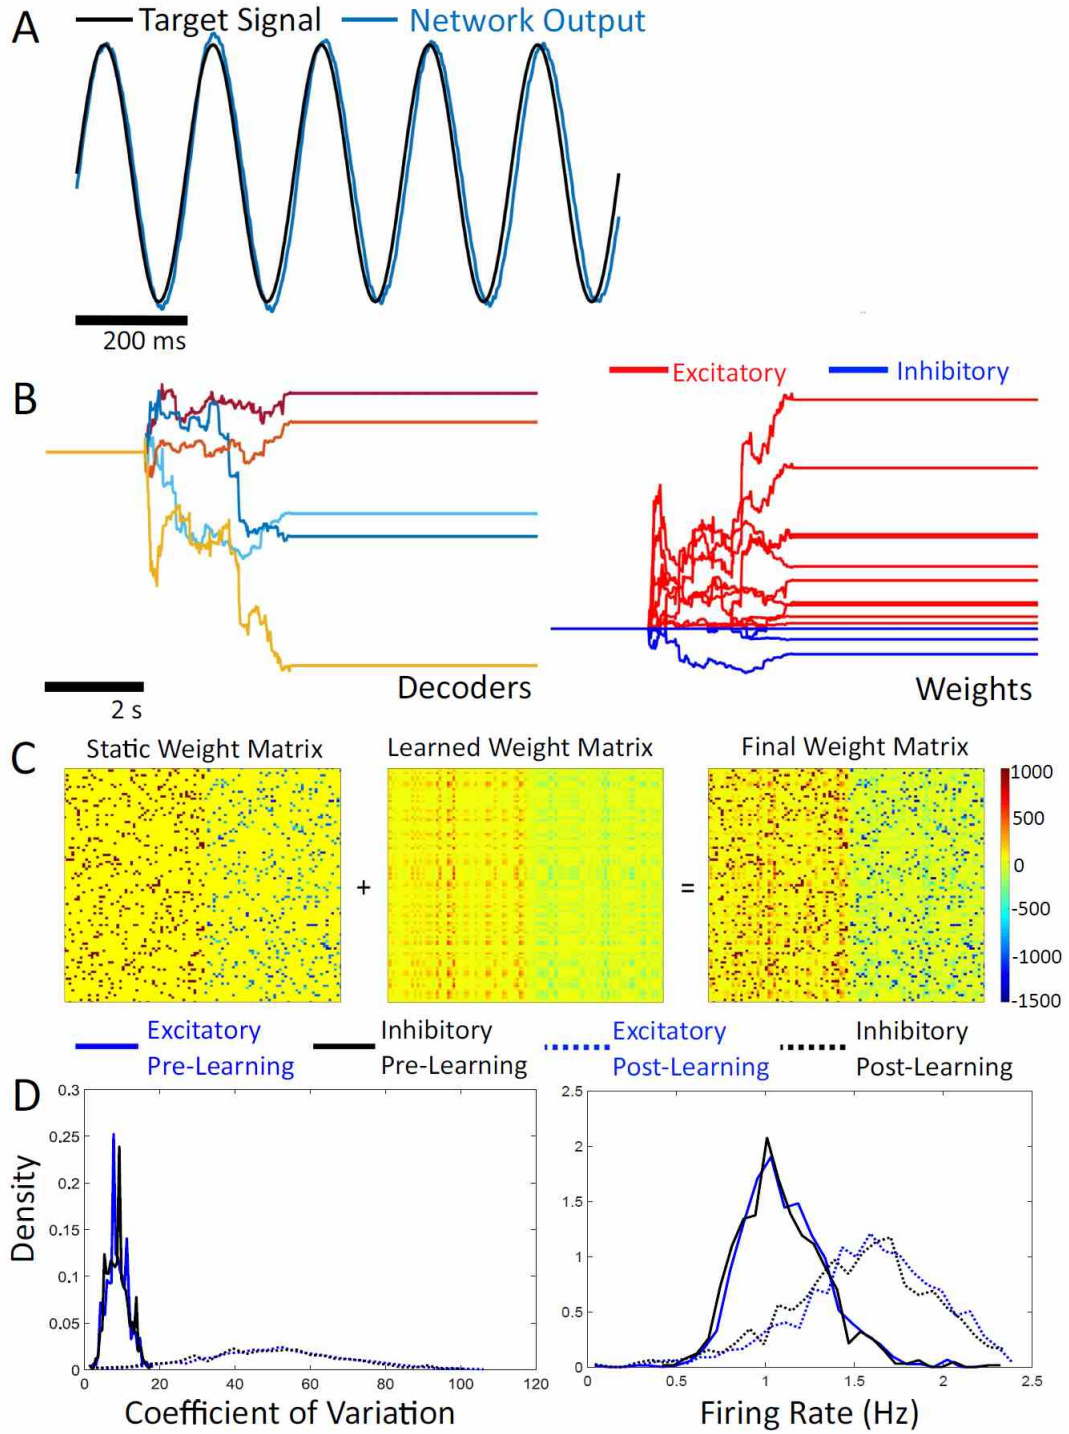 A
Target Signal
Network Output
200 ms
B
Excitatory
Inhibitory
2 s
Decoders
Weights
C
Static Weight Matrix
Learned Weight Matrix
Final Weight Matrix
+
=
1000
500
0
-500
-1000
-1500
Excitatory
Pre-Learning
Inhibitory
Pre-Learning
Excitatory
Post-Learning
Inhibitory
Post-Learning
D
Density
0.3
0.25
0.2
0.15
0.1
0.05
0
0 20 40 60 80 100 120
Coefficient of Variation
2.5
2
1.5
1
0.5
0
0 0.5 1 1.5 2 2.5
Firing Rate (Hz)